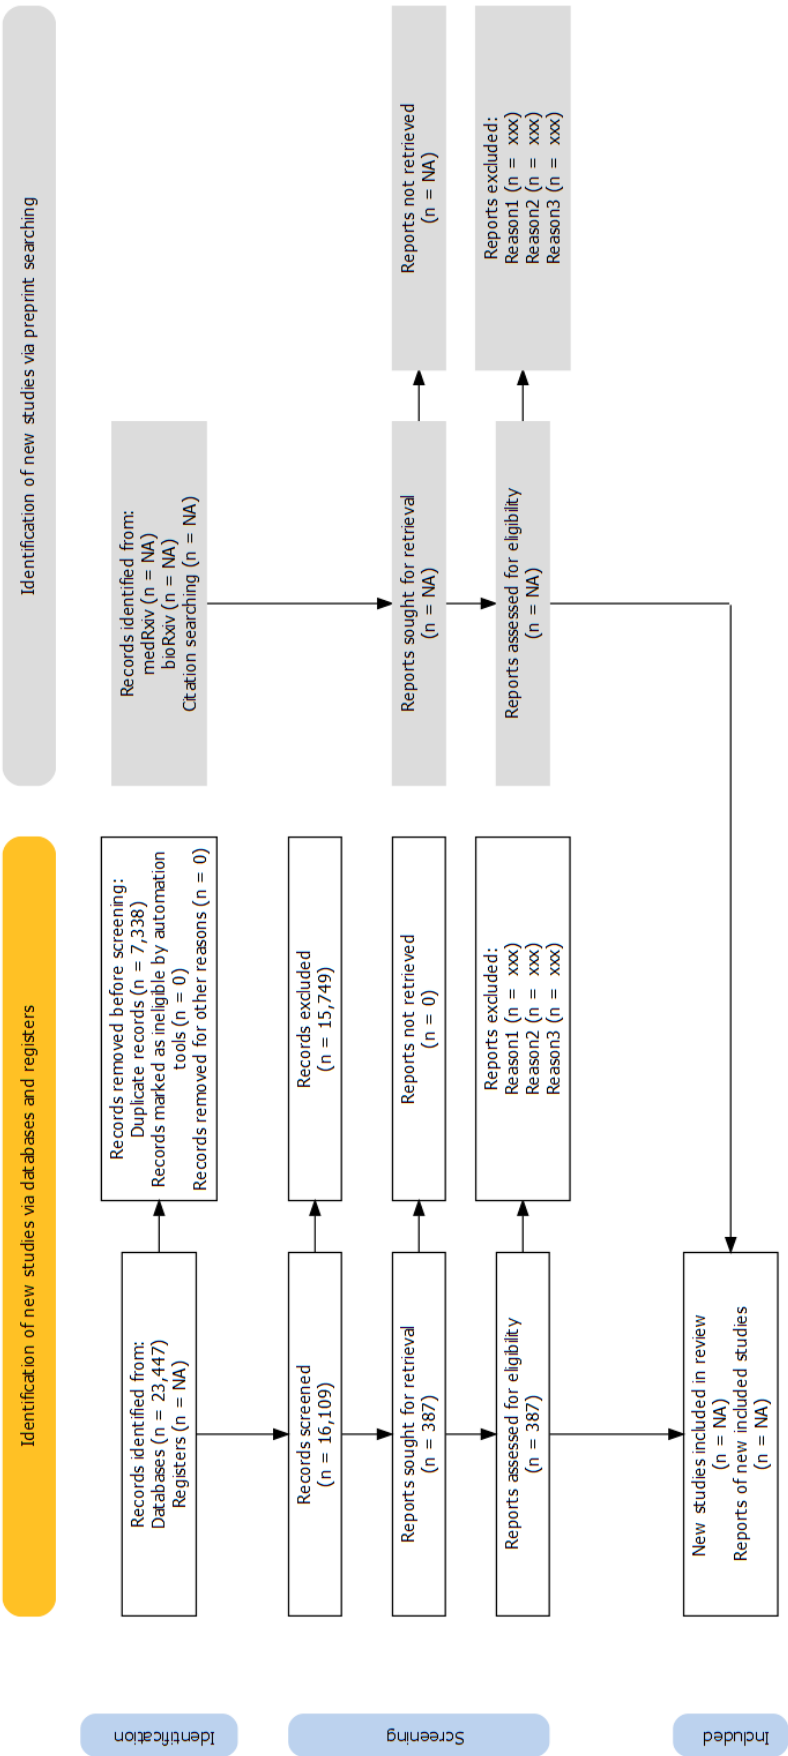 Identification of new studies via databases and registers
Identification of new studies via preprint searching
Identification
Records identified from:
Databases (n = 23,447)
Registers (n = NA)
Records removed before screening:
Duplicate records (n = 7,338)
Records marked as ineligible by automation
tools (n = 0)
Records removed for other reasons (n = 0)
Records identified from:
medRxiv (n = NA)
bioRxiv (n = NA)
Citation searching (n = NA)
Screening
Records screened
(n = 16,109)
Records excluded
(n = 15,749)
Reports sought for retrieval
(n = 387)
Reports not retrieved
(n = 0)
Reports sought for retrieval
(n = NA)
Reports not retrieved
(n = NA)
Reports assessed for eligibility
(n = 387)
Reports excluded:
Reason1 (n = xxx)
Reason2 (n = xxx)
Reason3 (n = xxx)
Reports assessed for eligibility
(n = NA)
Reports excluded:
Reason1 (n = xxx)
Reason2 (n = xxx)
Reason3 (n = xxx)
Included
New studies included in review
(n = NA)
Reports of new included studies
(n = NA)